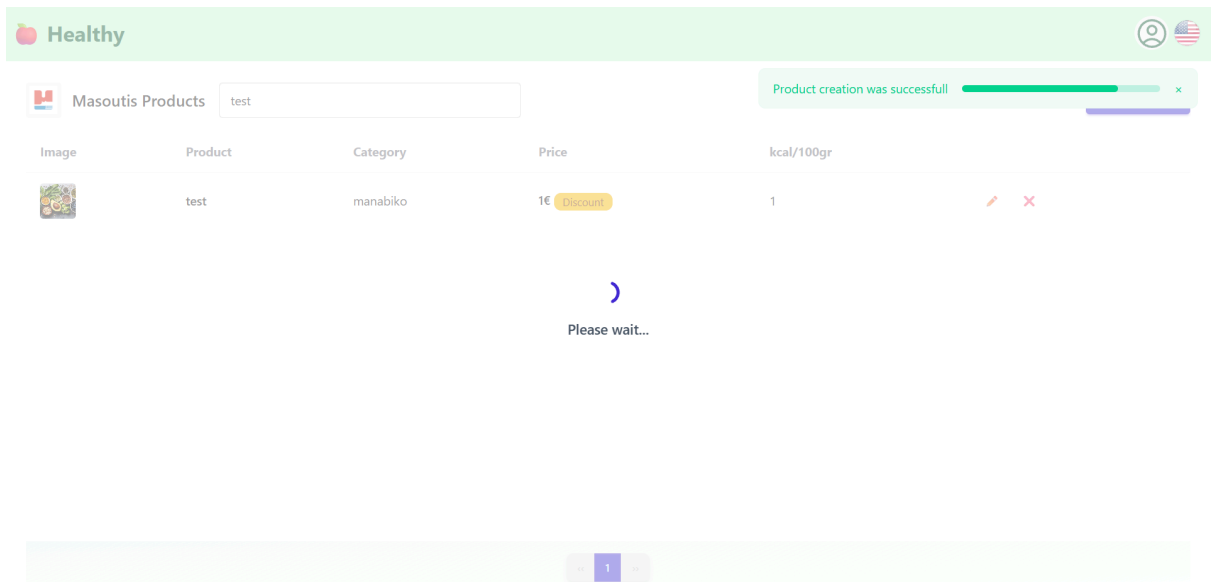 Healthy
Masoutis Products
test
Product creation was successfull
×
Image Product Category Price kcal/100gr
test manabiko 1€ Discount 1
Please wait...
« 1 »